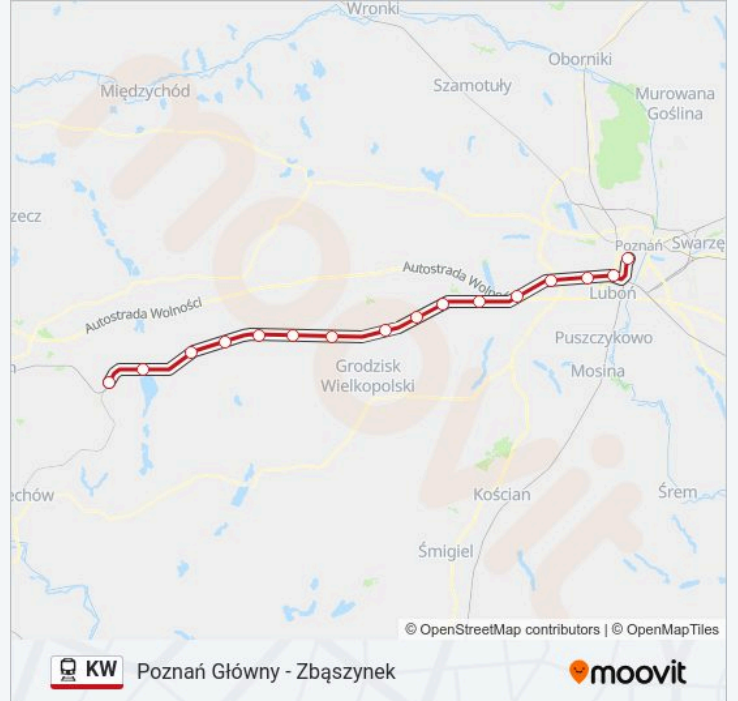 Wronki
Oborniki
Międzychód
Szamotuły
Murowana
Goślina
zecz
Poznań
Swarzę
Autostrada Wolnoś
Autostrada Wolności
Luboń
Puszczykowo
Mosina
Grodzisk
Wielkopolski
n
echów
Kościan
Śrem
Śmigiel
moovit
© OpenStreetMap contributors | © OpenMapTiles
KW Poznań Główny - Zbąszynek
moovit